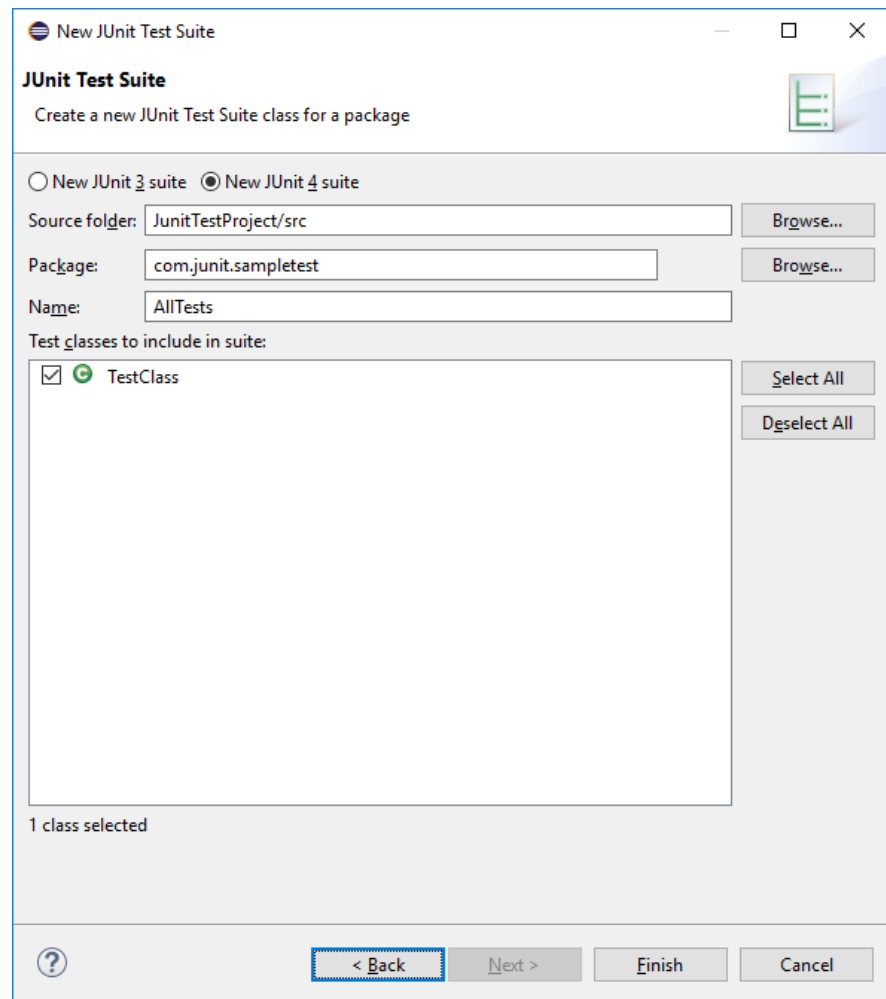 New JUnit Test Suite
JUnit Test Suite
Create a new JUnit Test Suite class for a package
New JUnit 3 suite New JUnit 4 suite
Source folder: JunitTestProject/src Browse...
Package: com.junit.sampletest Browse...
Name: AllTests
Test classes to include in suite:
C TestClass Select All
Deselect All
1 class selected
? < Back Next > Finish Cancel